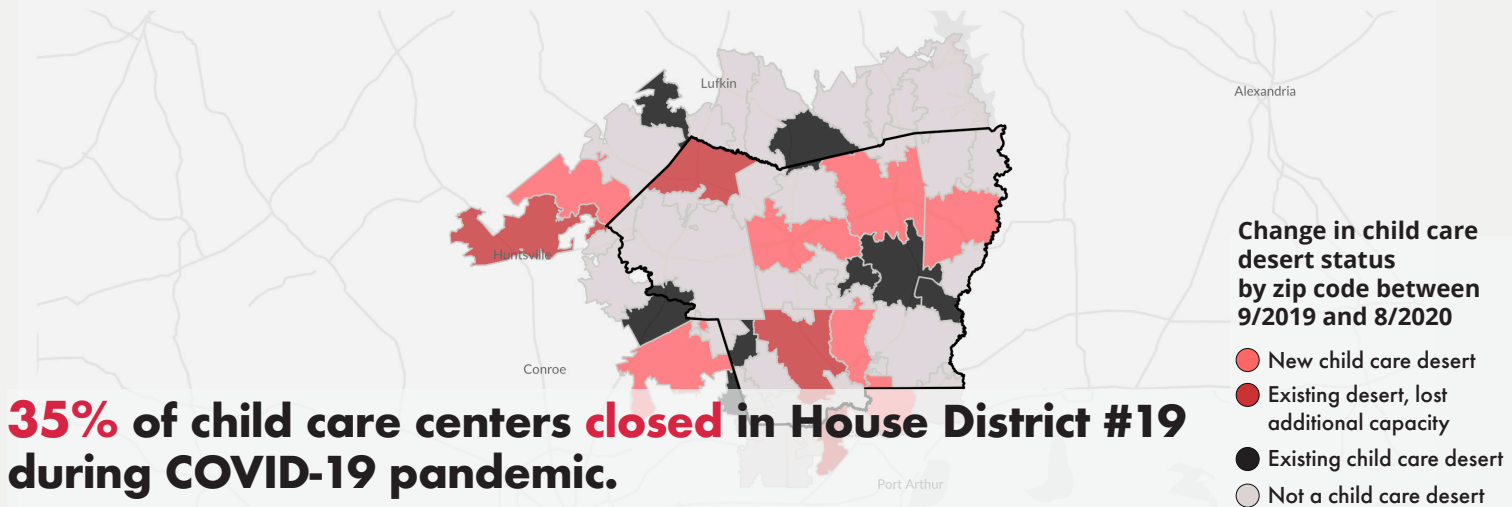 Lufkin
Alexandria
Huntsville
Conroe
Port Arthur
Change in child care
desert status
by zip code between
9/2019 and 8/2020
New child care desert
Existing desert, lost
additional capacity
Existing child care desert
Not a child care desert
35% of child care centers closed in House District #19
during COVID-19 pandemic.